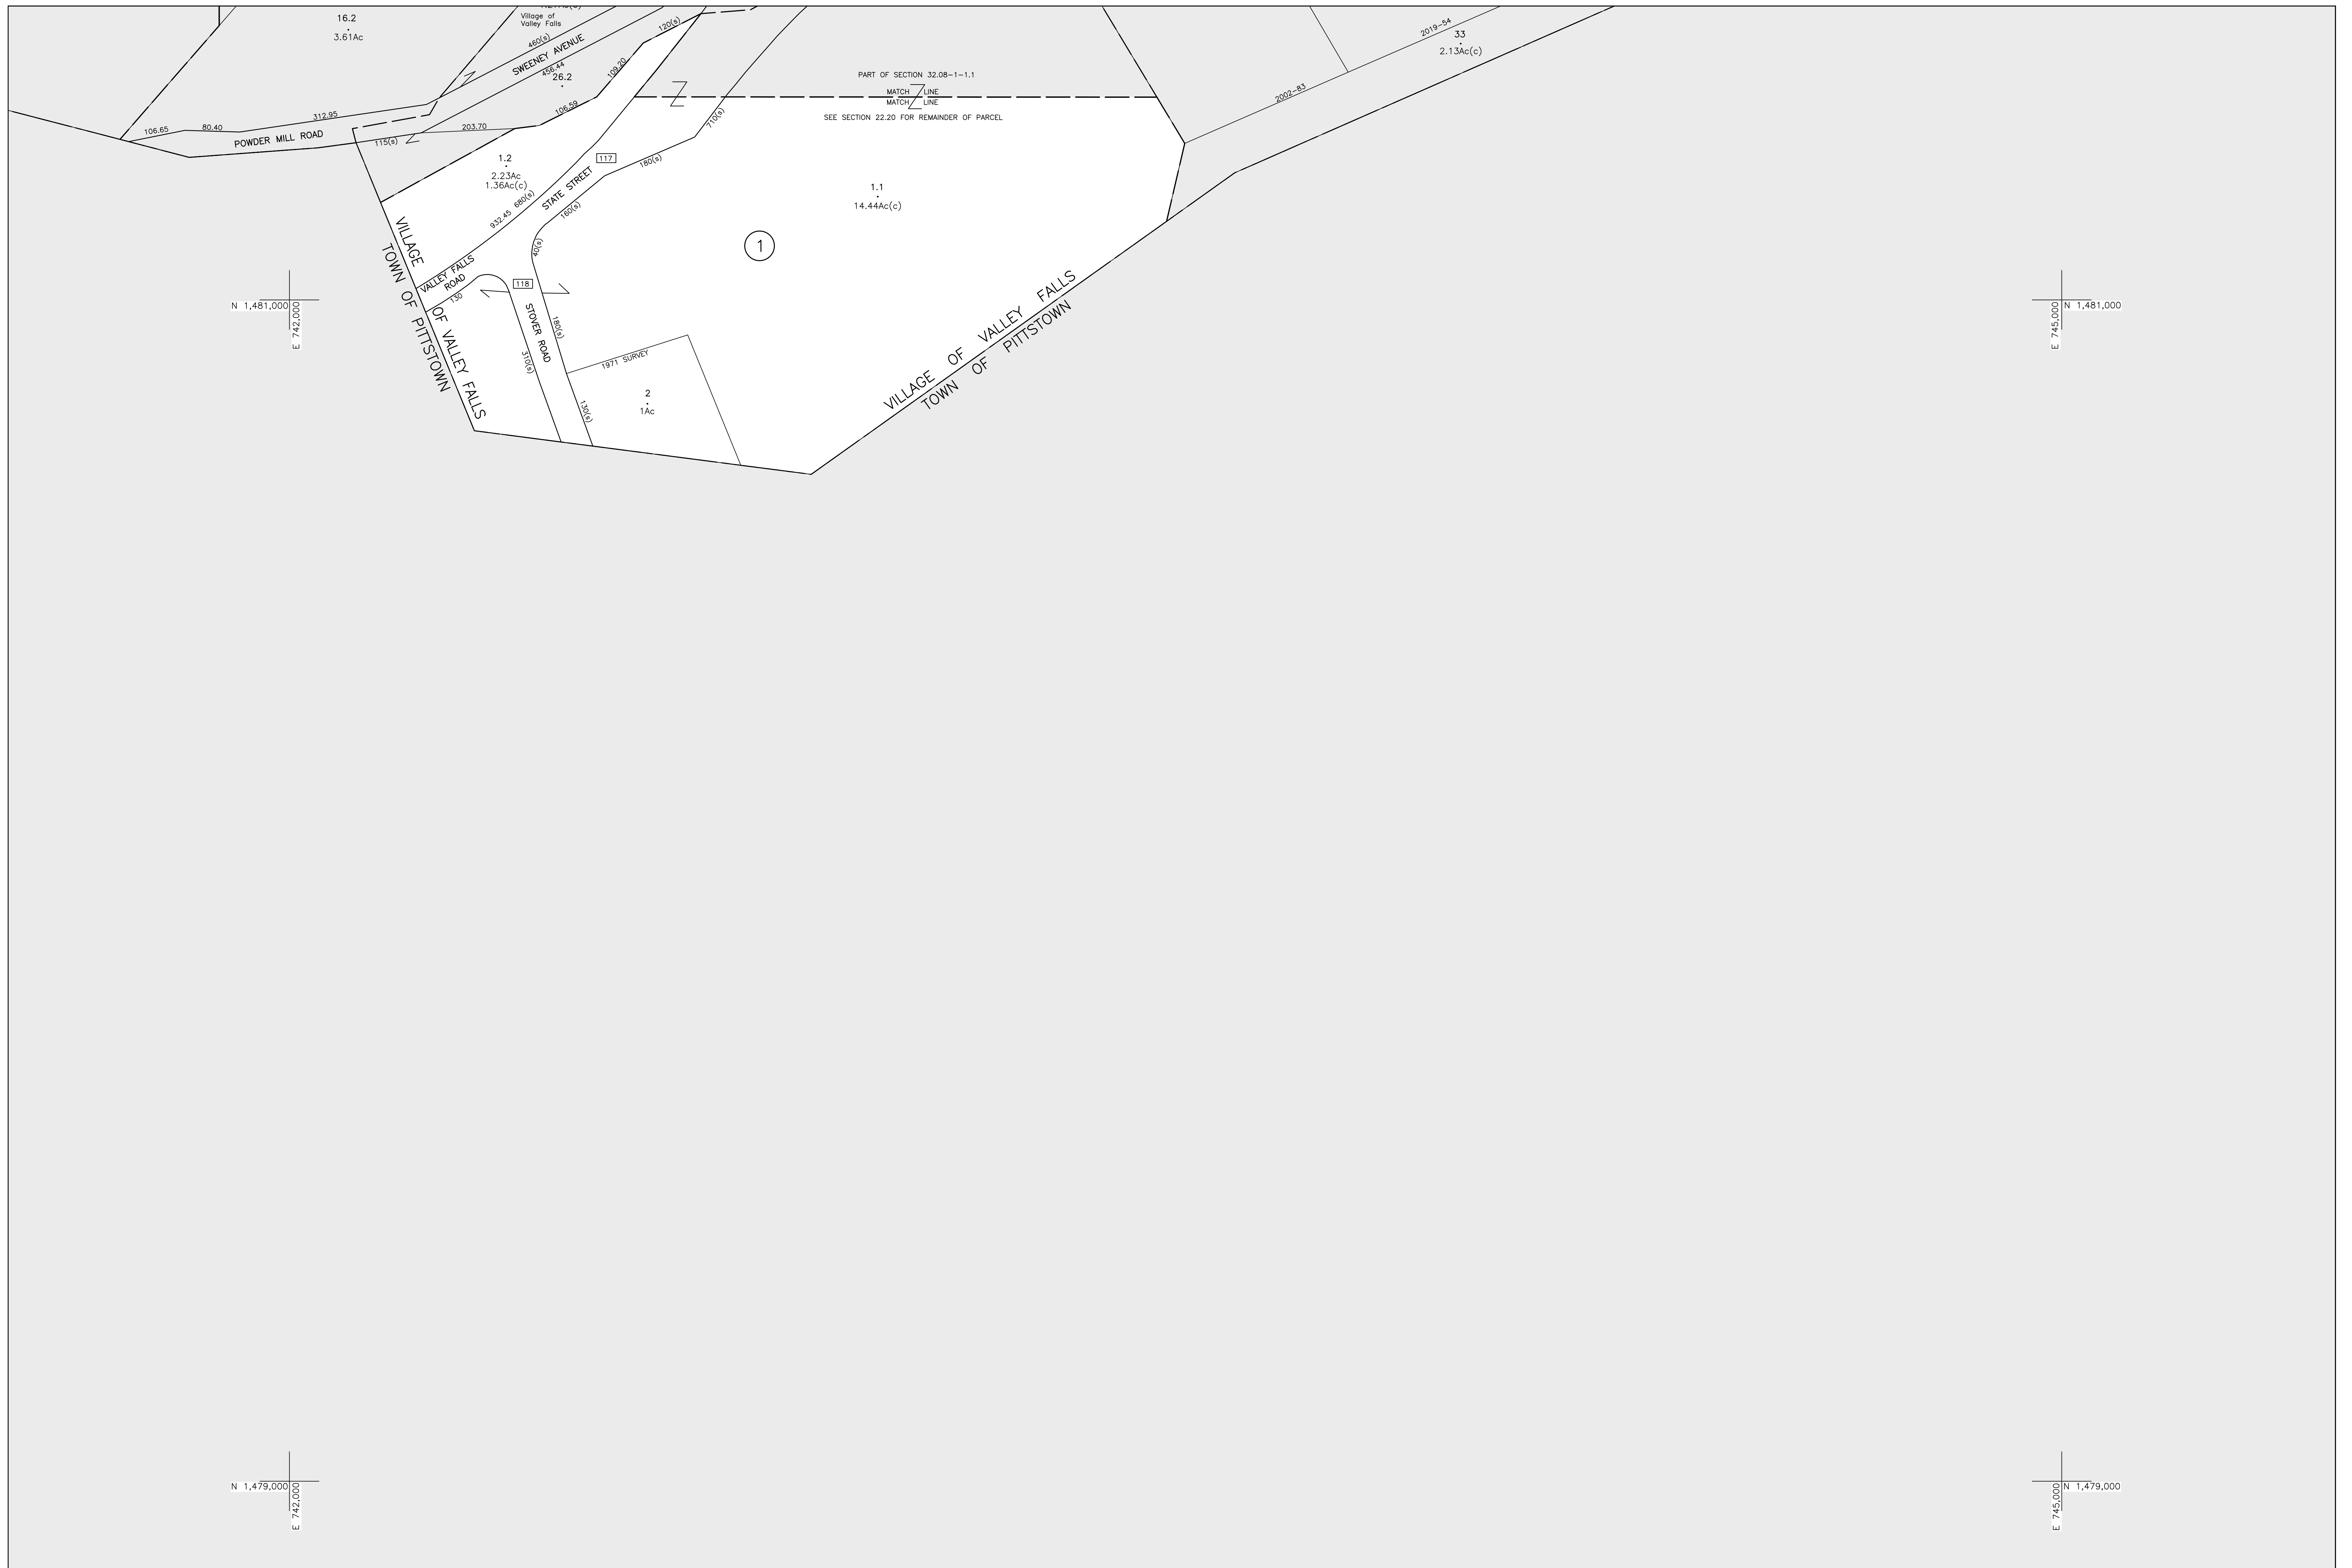 16.2
3.61Ac
Village of
Valley Falls
460(s)
SWEENEY AVENUE
456.44
26.2
120(s)
109.20
106.59
2019-54
33
2.13Ac(c)
2002-83
PART OF SECTION 32.08-1-1.1
MATCH LINE
MATCH LINE
SEE SECTION 22.20 FOR REMAINDER OF PARCEL
106.65
80.40
312.95
POWDER MILL ROAD
115(s)
203.70
710(s)
1.2
2.23Ac
1.36Ac(c)
117
180(s)
STATE STREET
932.45
680(s)
160(s)
1.1
14.44Ac(c)
1
40(s)
VALLEY FALLS
ROAD
130
118
STOVER ROAD
180(s)
310(s)
1971 SURVEY
130(s)
2
1Ac
VILLAGE OF VALLEY FALLS
TOWN OF PITTSTOWN
VILLAGE OF VALLEY FALLS
TOWN OF PITTSTOWN
N 1,481,000
E 742,000
N 1,481,000
E 745,000
N 1,479,000
E 742,000
N 1,479,000
E 745,000